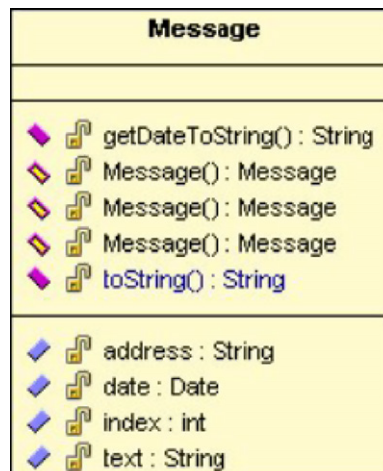 Message
getDateToString() : String
Message() : Message
Message() : Message
Message() : Message
toString() : String
address : String
date : Date
index : int
text : String